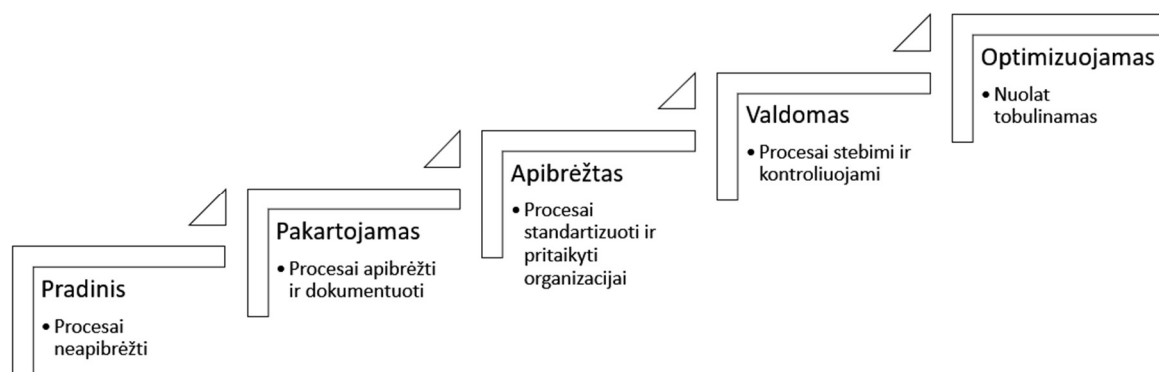 Pradinis
• Procesai
neapibrėžti
Pakartojamas
• Procesai apibrėžti
ir dokumentuoti
Apibrėžtas
• Procesai
standartizuoti ir
pritaikyti
organizacijai
Valdomas
• Procesai stebimi ir
kontroliuojami
Optimizuojamas
• Nuolat
tobulinamas